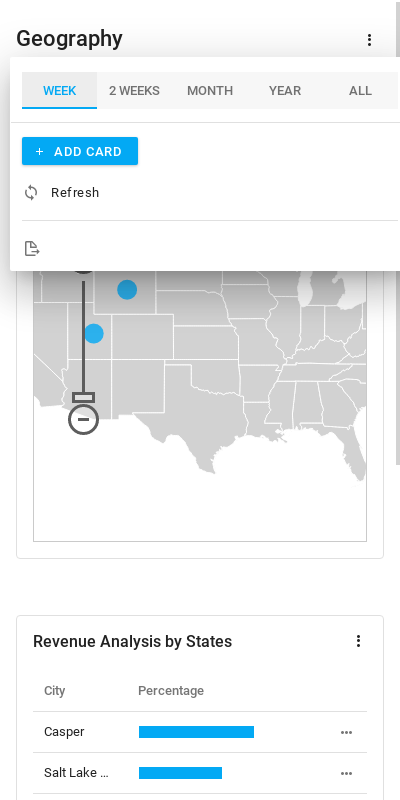 Geography
WEEK 2 WEEKS MONTH YEAR ALL
+ ADD CARD
Refresh
Revenue Analysis by States
City Percentage
Casper
Salt Lake ...